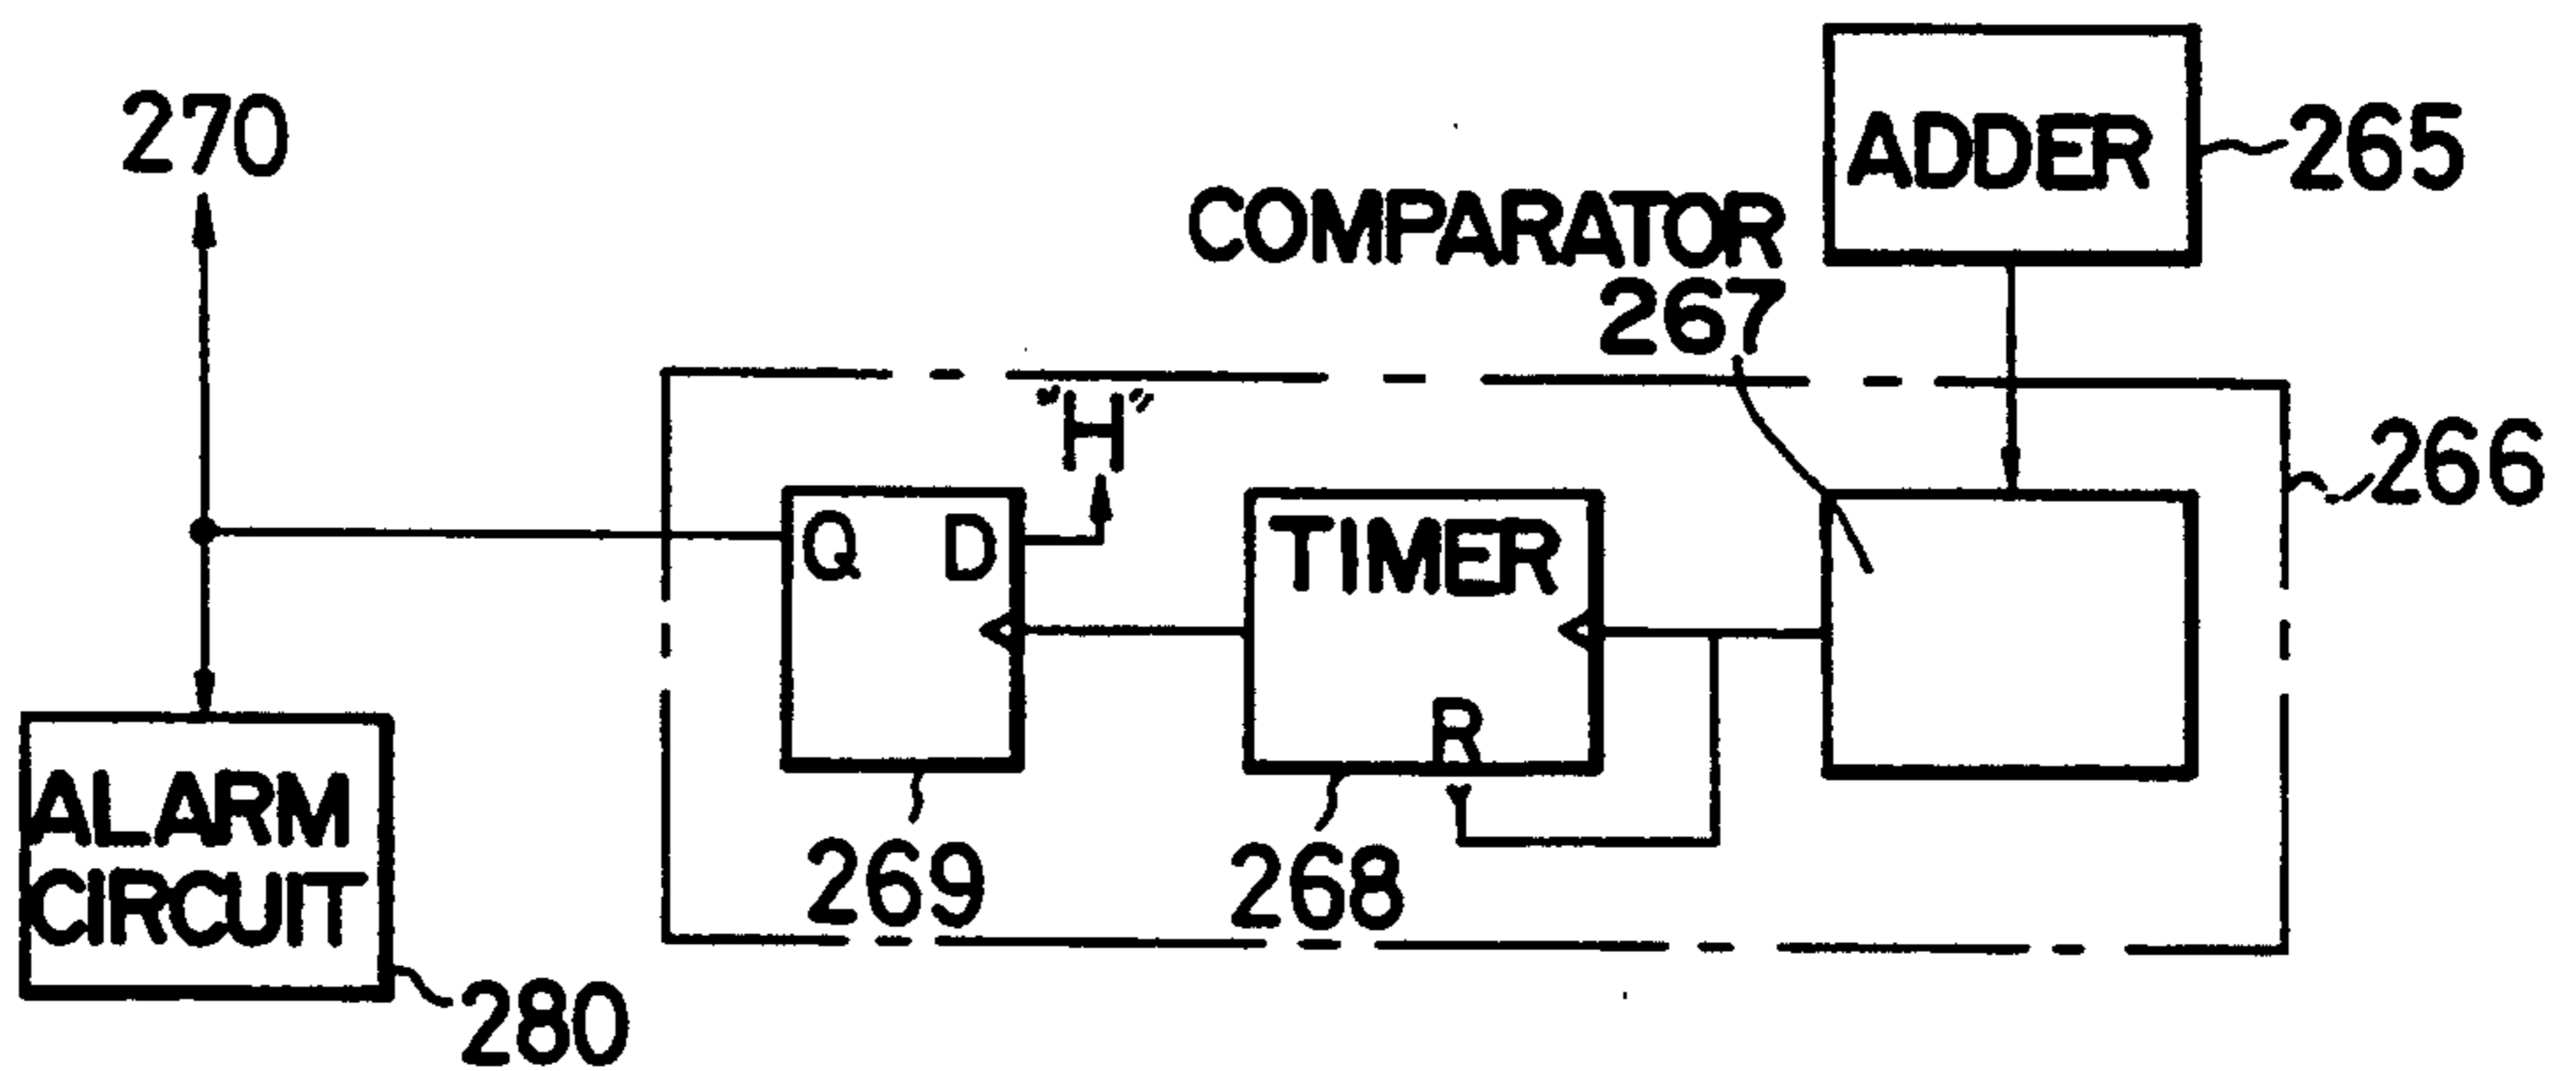 270
ADDER
265
COMPARATOR
267
"H"
266
Q D
TIMER
R
269
268
ALARM
CIRCUIT
280